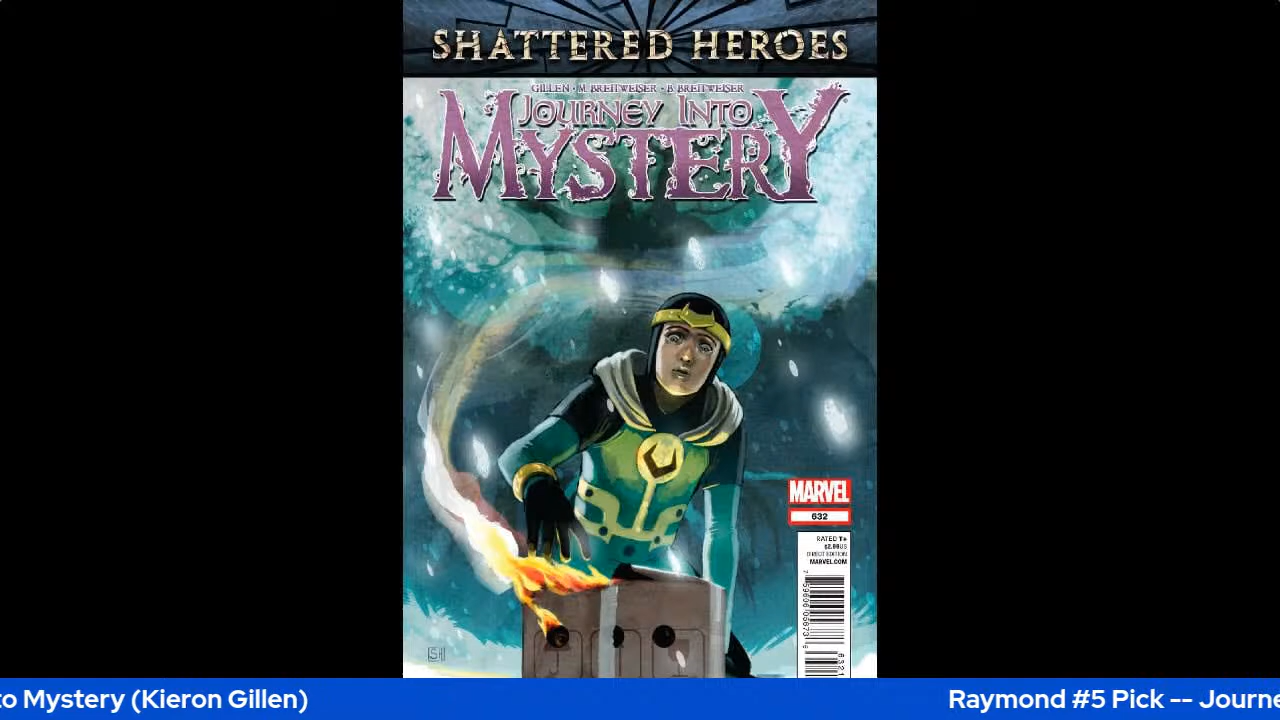 SHATTERED HEROES
GILLEN • M. BREITWEISER • B. BREITWEISER
JOURNEY INTO
MYSTERY
MARVEL
632
RATED T+
$2.99US
DIRECT EDITION
MARVEL.COM
SH
to Mystery (Kieron Gillen)
Raymond #5 Pick -- Journe